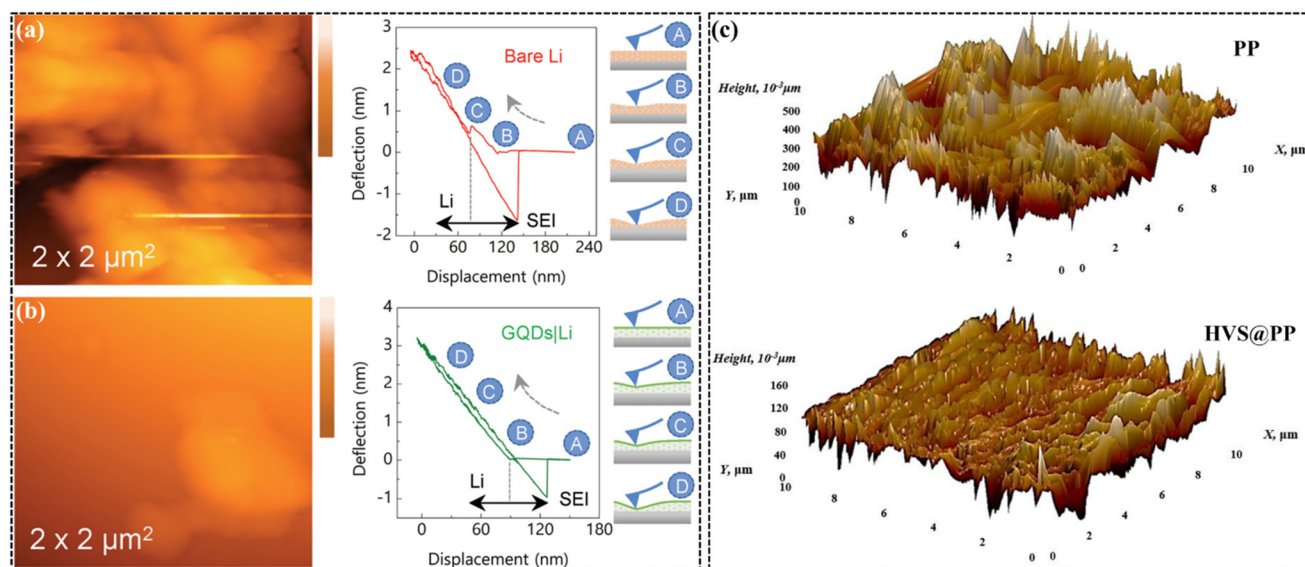 (a)
2 x 2 μm²
Bare Li
Deflection (nm)
3
2
1
0
-1
-2
D
C
B
A
Li
SEI
0 60 120 180 240
Displacement (nm)
A
B
C
D
(b)
2 x 2 μm²
GQDs|Li
Deflection (nm)
4
3
2
1
0
-1
D
C
B
A
Li
SEI
0 60 120 180
Displacement (nm)
A
B
C
D
(c)
PP
Height, 10⁻³μm
500
400
300
200
100
0
Y, μm
10
8
6
4
2
0
0
2
4
6
8
10
X, μm
HVS@PP
Height, 10⁻³μm
160
120
80
40
0
Y, μm
10
8
6
4
2
0
0
2
4
6
8
10
X, μm